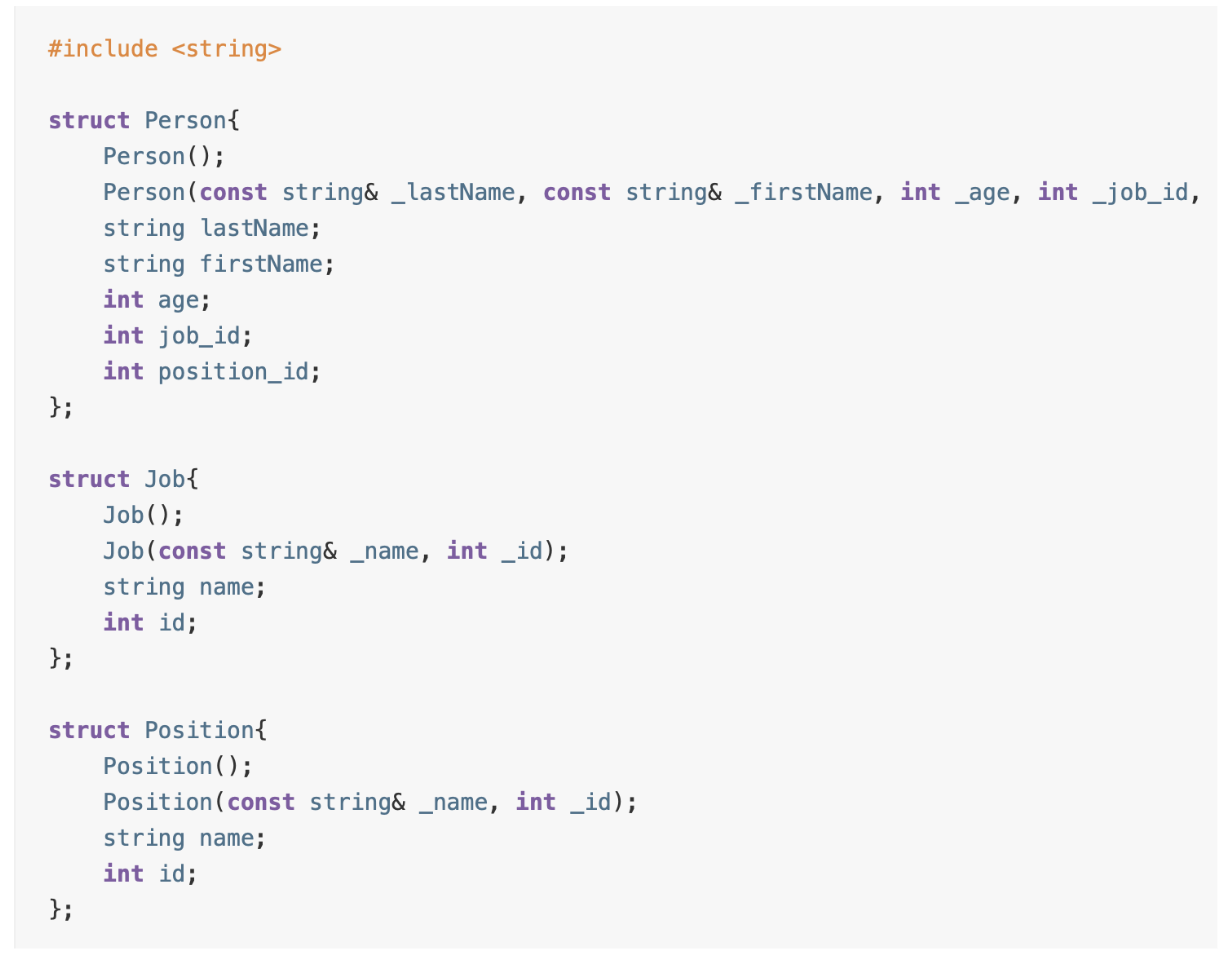 #include <string>
struct Person{
Person();
Person(const string& _lastName, const string& _firstName, int _age, int _job_id,
string lastName;
string firstName;
int age;
int job_id;
int position_id;
};
struct Job{
Job();
Job(const string& _name, int _id);
string name;
int id;
};
struct Position{
Position();
Position(const string& _name, int _id);
string name;
int id;
};